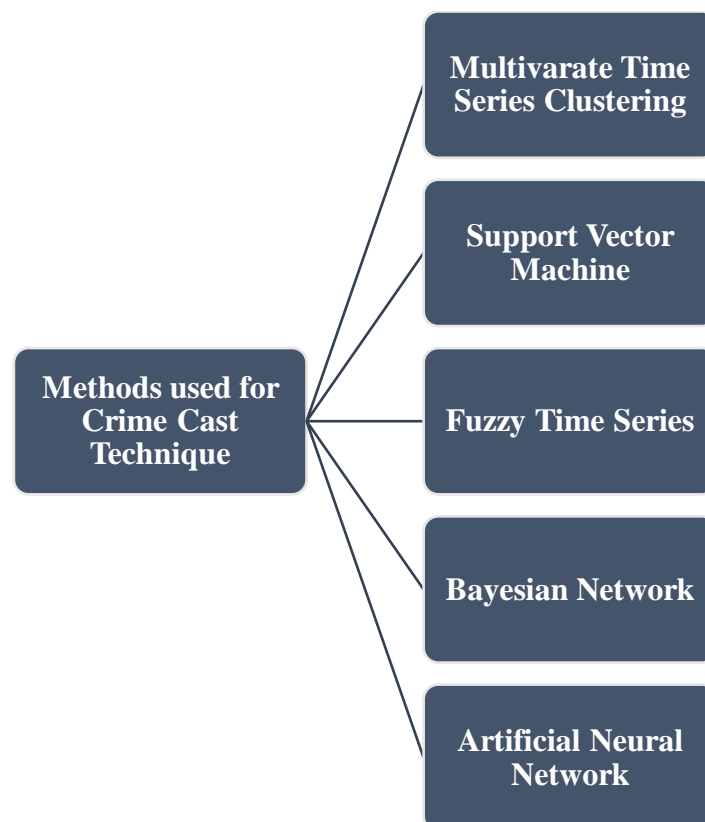 Multivarate Time
Series Clustering
Support Vector
Machine
Methods used for
Crime Cast
Technique
Fuzzy Time Series
Bayesian Network
Artificial Neural
Network